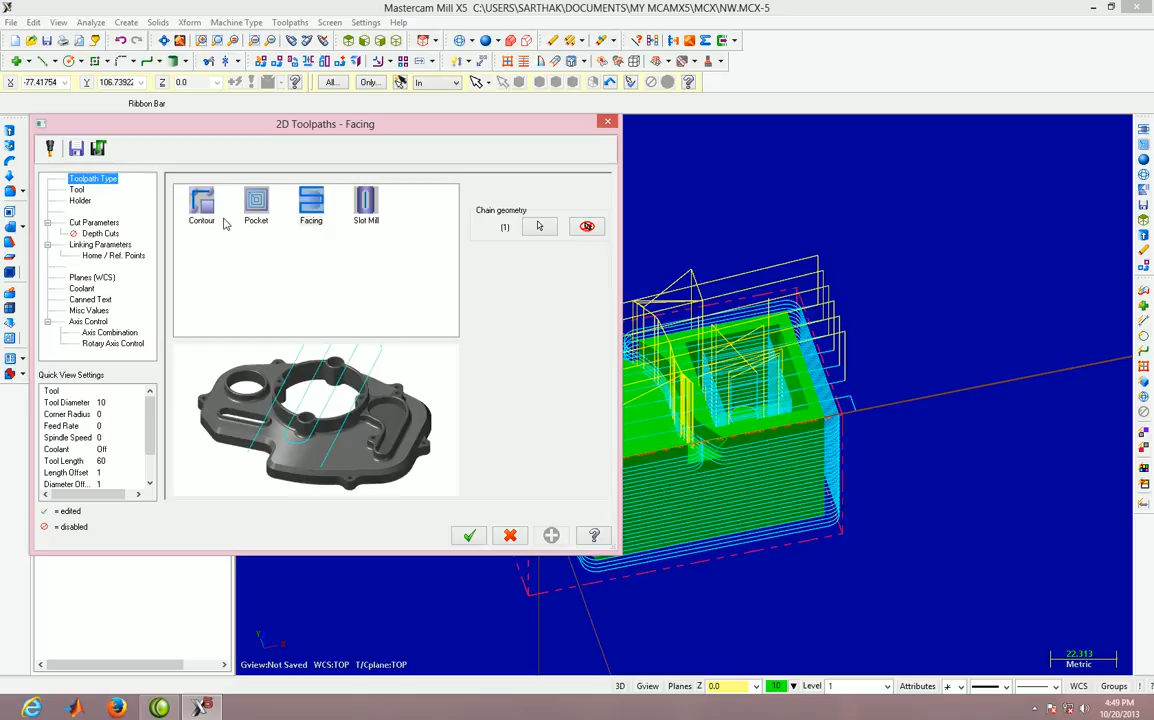 Mastercam Mill X5 C:\USERS\SARTHAK\DOCUMENTS\MY MCAMX5\MCX\NW.MCX-5
File Edit View Analyze Create Solids Xform Machine Type Toolpaths Screen Settings Help
X -77.41754 Y 106.73922 Z 0.0 All... Only... In
Ribbon Bar
2D Toolpaths - Facing
Toolpath Type
Tool
Holder
Cut Parameters
Depth Cuts
Linking Parameters
Home / Ref. Points
Planes (WCS)
Coolant
Canned Text
Misc Values
Axis Control
Axis Combination
Rotary Axis Control
Contour Pocket Facing Slot Mill
Chain geometry
(1)
Quick View Settings
Tool
Tool Diameter 10
Corner Radius 0
Feed Rate 0
Spindle Speed 0
Coolant Off
Tool Length 60
Length Offset 1
Diameter Of... 1
= edited
= disabled
Y
X
Gview:Not Saved WCS:TOP T/Cplane:TOP
22.313
Metric
3D Gview Planes Z 0.0 10 Level 1 Attributes WCS Groups ! ?
4:49 PM
10/20/2013